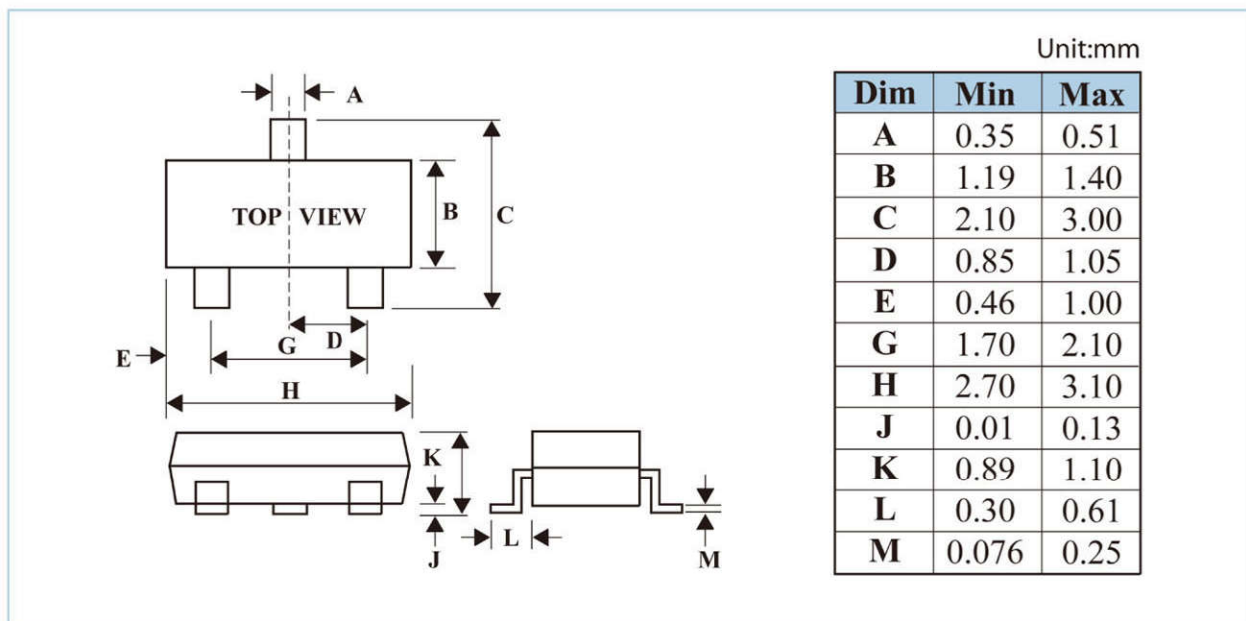 Unit:mm
A
TOP VIEW
B
C
D
G
E
H
K
J
L
M
Dim Min Max
A 0.35 0.51
B 1.19 1.40
C 2.10 3.00
D 0.85 1.05
E 0.46 1.00
G 1.70 2.10
H 2.70 3.10
J 0.01 0.13
K 0.89 1.10
L 0.30 0.61
M 0.076 0.25